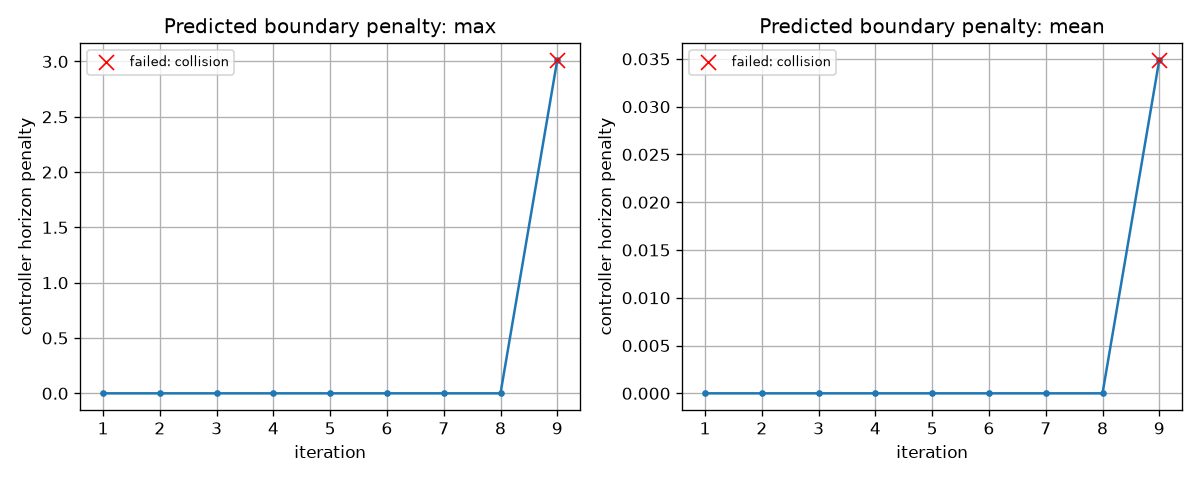 Predicted boundary penalty: max
failed: collision
controller horizon penalty
3.0
2.5
2.0
1.5
1.0
0.5
0.0
1 2 3 4 5 6 7 8 9
iteration
Predicted boundary penalty: mean
failed: collision
controller horizon penalty
0.035
0.030
0.025
0.020
0.015
0.010
0.005
0.000
1 2 3 4 5 6 7 8 9
iteration